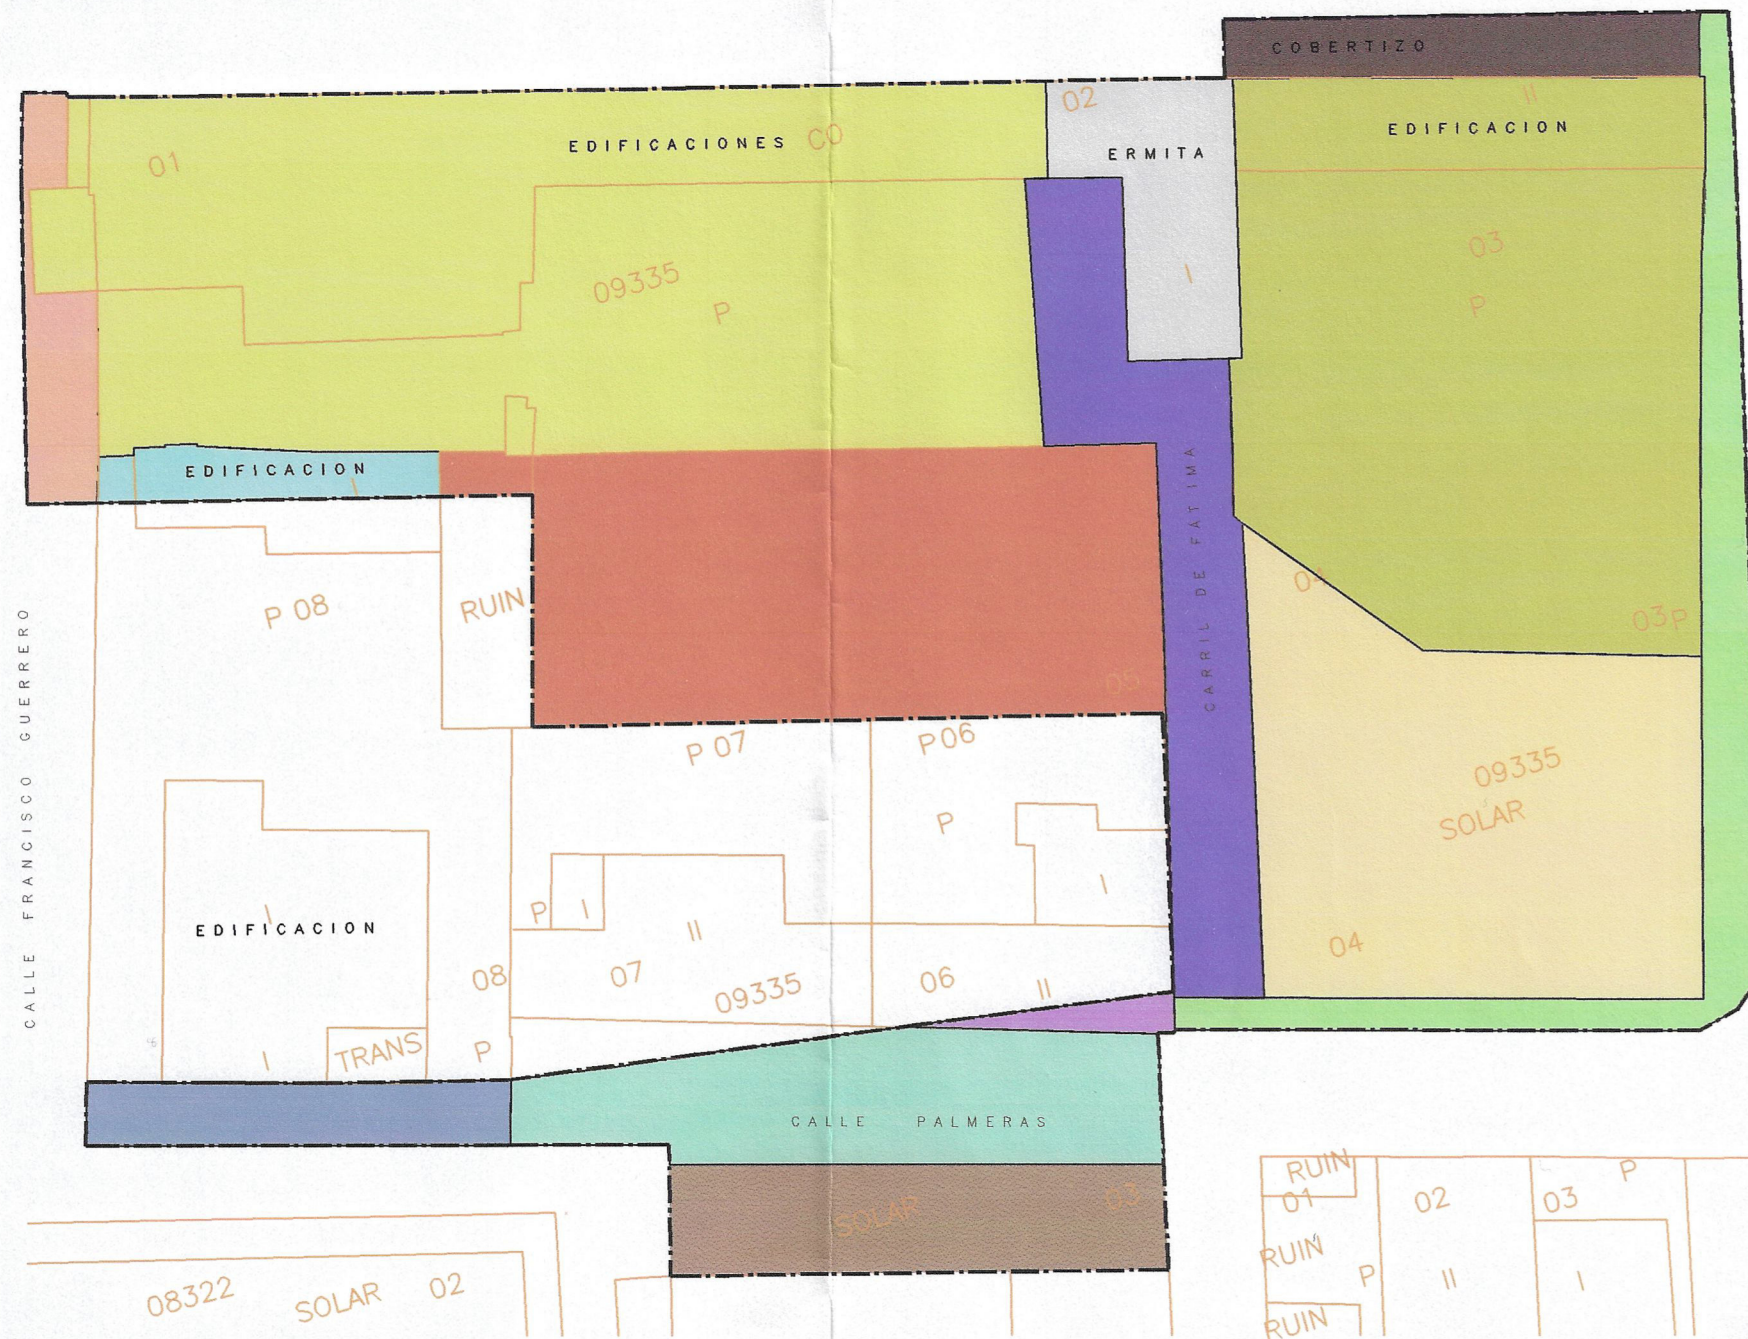 COBERTIZO
02
II
EDIFICACION
EDIFICACIONES CO
01
ERMITA
03
09335
I
P
P
EDIFICACION
I
CARRIL DE FATIMA
04
P 08
RUIN
03P
05
CALLE FRANCISCO GUERRERO
P 07
P06
09335
SOLAR
P
I
P
I
II
I
EDIFICACION
04
08
07
09335
06
II
I
TRANS
P
CALLE PALMERAS
SOLAR
03
RUIN
01
02
03
P
RUIN
P
II
I
RUIN
08322
SOLAR
02